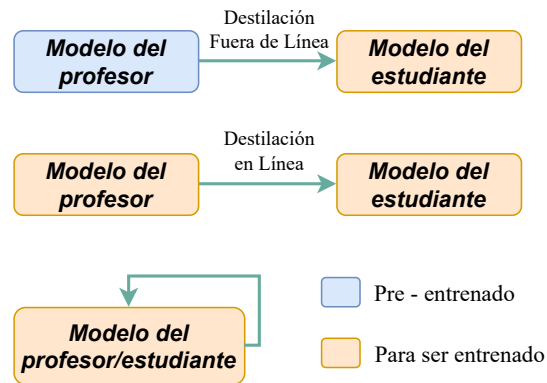 Destilación
Fuera de Línea
Modelo del
profesor
Modelo del
estudiante
Destilación
en Línea
Modelo del
profesor
Modelo del
estudiante
Modelo del
profesor/estudiante
Pre - entrenado
Para ser entrenado